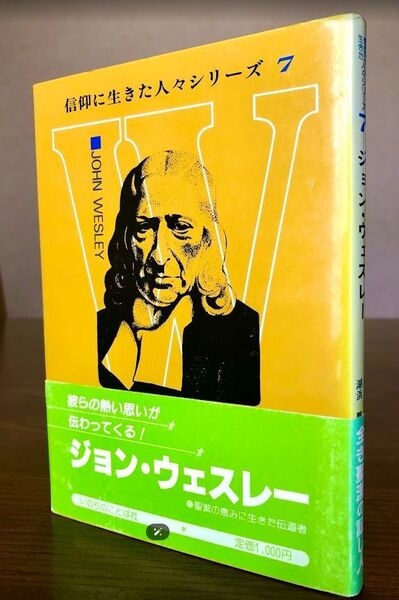 信仰に生きた人々シリーズ 7
JOHN WESLEY
W
彼らの熱い思いが
伝わってくる!
ジョン・ウェスレー
●聖潔の恵みに生きた伝道者
いのちのことば社
定価1,000円
7
ジョン・ウェスレー